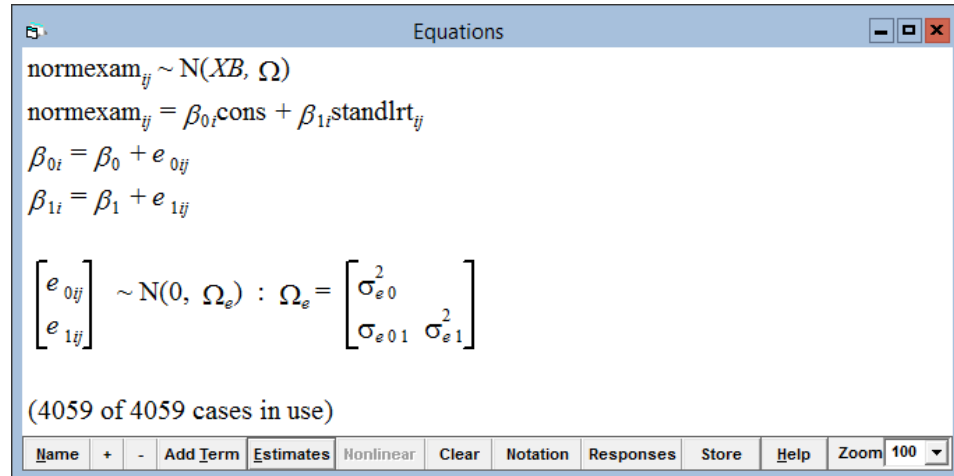 Equations
normexam_ij ~ N(XB, Ω)
normexam_ij = β_0i cons + β_1i standlrt_ij
β_0i = β_0 + e_0ij
β_1i = β_1 + e_1ij
[e_0ij] ~ N(0, Ω_e) : Ω_e = [σ²_e0]
[e_1ij] [σ_e01 σ²_e1]
(4059 of 4059 cases in use)
Name + - Add Term Estimates Nonlinear Clear Notation Responses Store Help Zoom 100